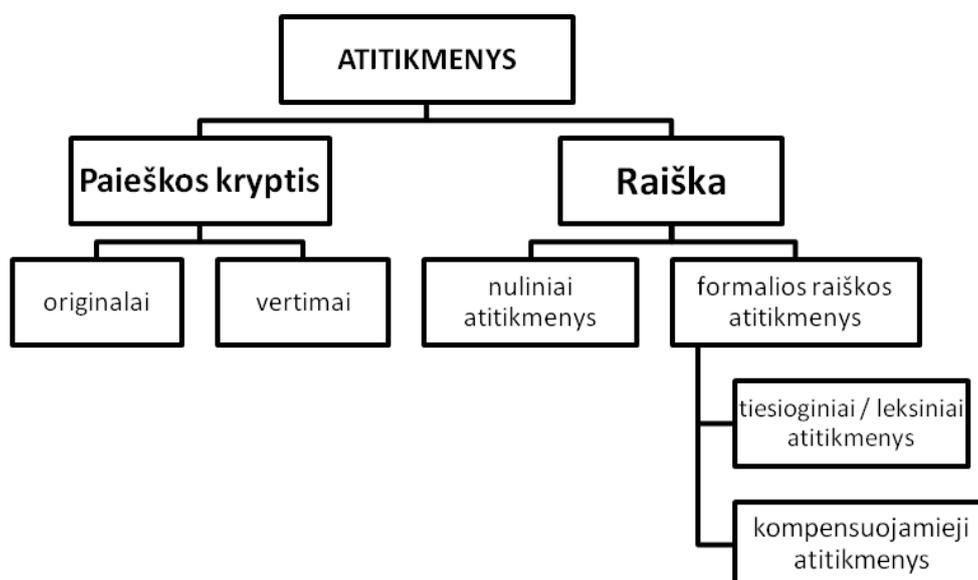 ATITIKMENYS
Paieškos kryptis
Raiška
originalai
vertimai
nuliniai
atitikmenys
formalios raiškos
atitikmenys
tiesioginiai / leksiniai
atitikmenys
kompensuojamieji
atitikmenys